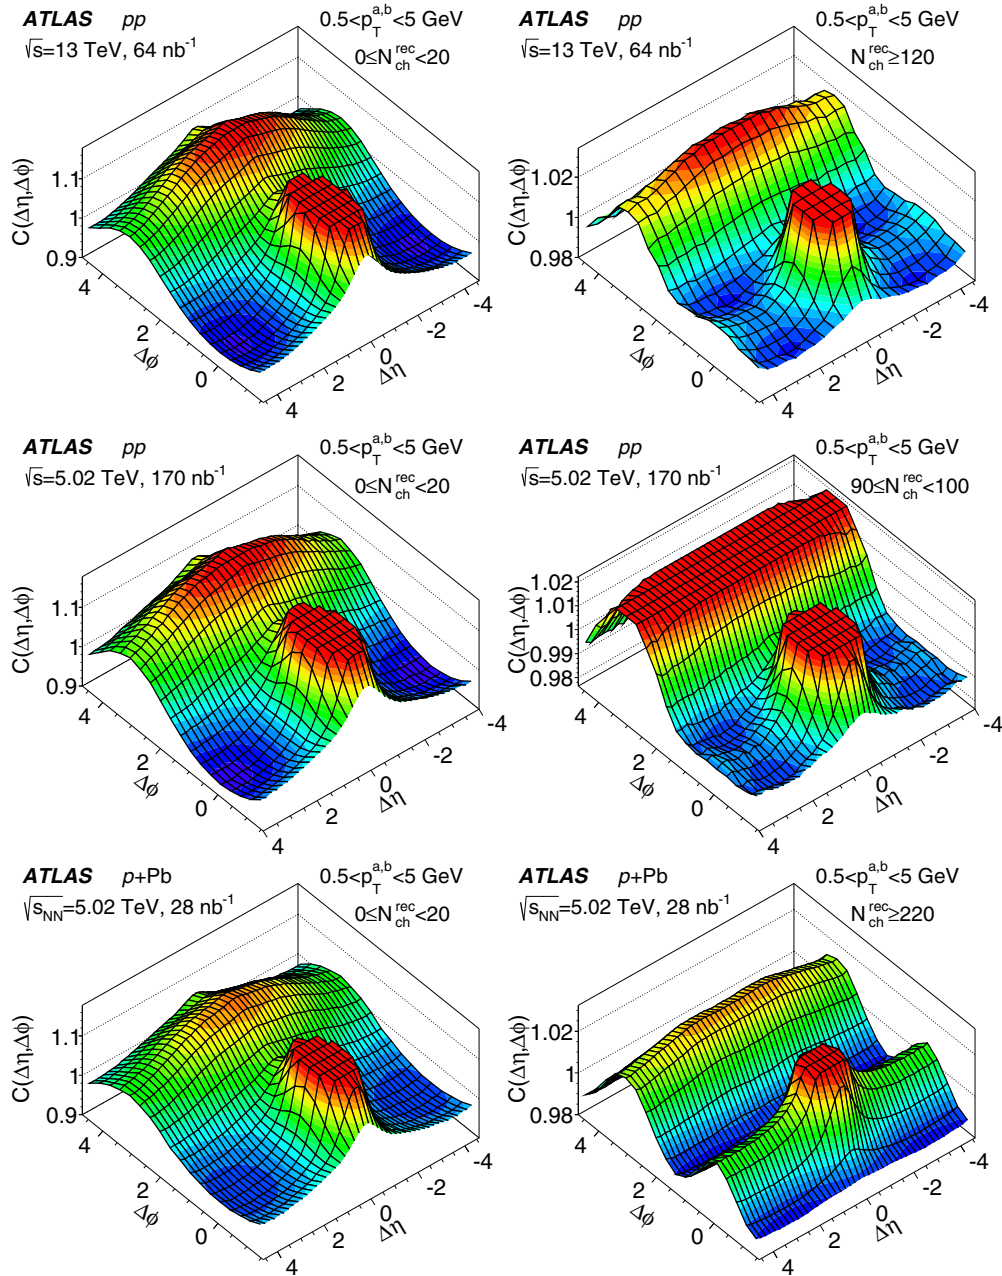 ATLAS pp
√s=13 TeV, 64 nb⁻¹
0.5<p_T^{a,b}<5 GeV
0≤N_ch^rec<20
C(Δη,Δϕ)
1.1
1
0.9
4
2
0
Δϕ
4
2
0
-2
-4
Δη
ATLAS pp
√s=13 TeV, 64 nb⁻¹
0.5<p_T^{a,b}<5 GeV
N_ch^rec≥120
C(Δη,Δϕ)
1.02
1
0.98
4
2
0
Δϕ
4
2
0
-2
-4
Δη
ATLAS pp
√s=5.02 TeV, 170 nb⁻¹
0.5<p_T^{a,b}<5 GeV
0≤N_ch^rec<20
C(Δη,Δϕ)
1.1
1
0.9
4
2
0
Δϕ
4
2
0
-2
-4
Δη
ATLAS pp
√s=5.02 TeV, 170 nb⁻¹
0.5<p_T^{a,b}<5 GeV
90≤N_ch^rec<100
C(Δη,Δϕ)
1.02
1.01
1
0.99
0.98
4
2
0
Δϕ
4
2
0
-2
-4
Δη
ATLAS p+Pb
√s_NN=5.02 TeV, 28 nb⁻¹
0.5<p_T^{a,b}<5 GeV
0≤N_ch^rec<20
C(Δη,Δϕ)
1.1
1
0.9
4
2
0
Δϕ
4
2
0
-2
-4
Δη
ATLAS p+Pb
√s_NN=5.02 TeV, 28 nb⁻¹
0.5<p_T^{a,b}<5 GeV
N_ch^rec≥220
C(Δη,Δϕ)
1.02
1
0.98
4
2
0
Δϕ
4
2
0
-2
-4
Δη